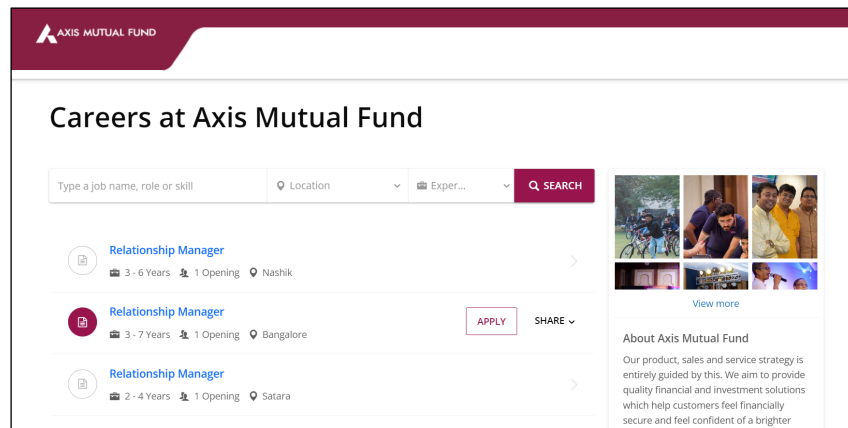 AXIS MUTUAL FUND
Careers at Axis Mutual Fund
Type a job name, role or skill
Location
Exper...
SEARCH
Relationship Manager
3 - 6 Years 1 Opening Nashik
Relationship Manager
3 - 7 Years 1 Opening Bangalore
APPLY
SHARE
Relationship Manager
2 - 4 Years 1 Opening Satara
View more
About Axis Mutual Fund
Our product, sales and service strategy is
entirely guided by this. We aim to provide
quality financial and investment solutions
which help customers feel financially
secure and feel confident of a brighter